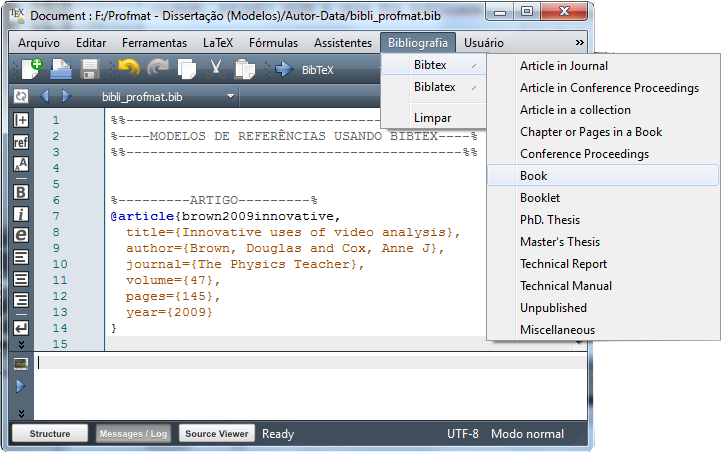 Document : F:/Profmat - Dissertação (Modelos)/Autor-Data/bibli_profmat.bib
Arquivo Editar Ferramentas LaTeX Fórmulas Assistentes Bibliografia Usuário »
BibTeX
bibli_profmat.bib
Bibtex
Biblatex
Limpar
Article in Journal
Article in Conference Proceedings
Article in a collection
Chapter or Pages in a Book
Conference Proceedings
Book
Booklet
PhD. Thesis
Master's Thesis
Technical Report
Technical Manual
Unpublished
Miscellaneous
ref
1 %%------------------------------------------
2 %----MODELOS DE REFERÊNCIAS USANDO BIBTEX----%
3 %%------------------------------------------%%
4
5
6 %---------ARTIGO---------%
7 @article{brown2009innovative,
8 title={Innovative uses of video analysis},
9 author={Brown, Douglas and Cox, Anne J},
10 journal={The Physics Teacher},
11 volume={47},
12 pages={145},
13 year={2009}
14 }
15
Structure Messages / Log Source Viewer Ready UTF-8 Modo normal